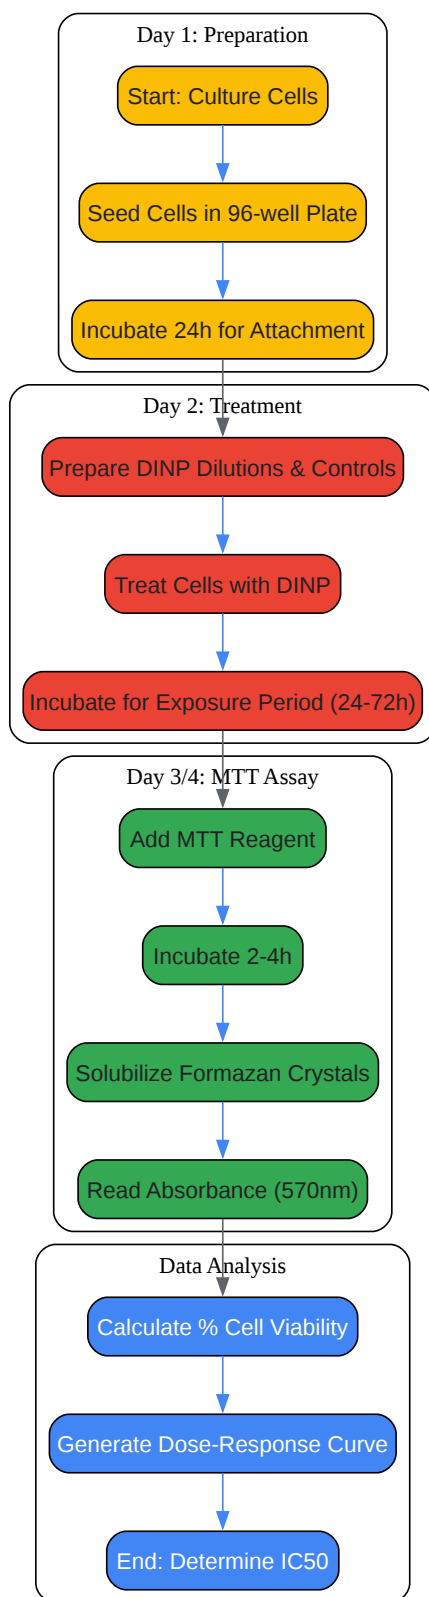 Day 1: Preparation
Start: Culture Cells
Seed Cells in 96-well Plate
Incubate 24h for Attachment
Day 2: Treatment
Prepare DINP Dilutions & Controls
Treat Cells with DINP
Incubate for Exposure Period (24-72h)
Day 3/4: MTT Assay
Add MTT Reagent
Incubate 2-4h
Solubilize Formazan Crystals
Read Absorbance (570nm)
Data Analysis
Calculate % Cell Viability
Generate Dose-Response Curve
End: Determine IC50